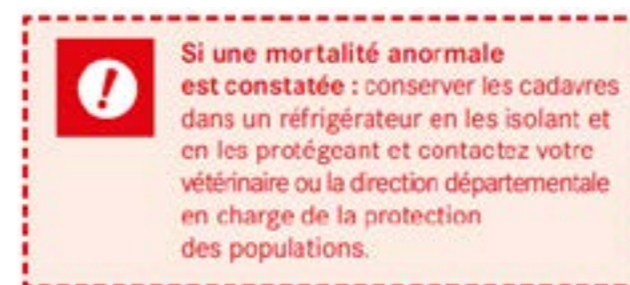 !
Si une mortalité anormale
est constatée : conserver les cadavres
dans un réfrigérateur en les isolant et
en les protégeant et contactez votre
vétérinaire ou la direction départementale
en charge de la protection
des populations.